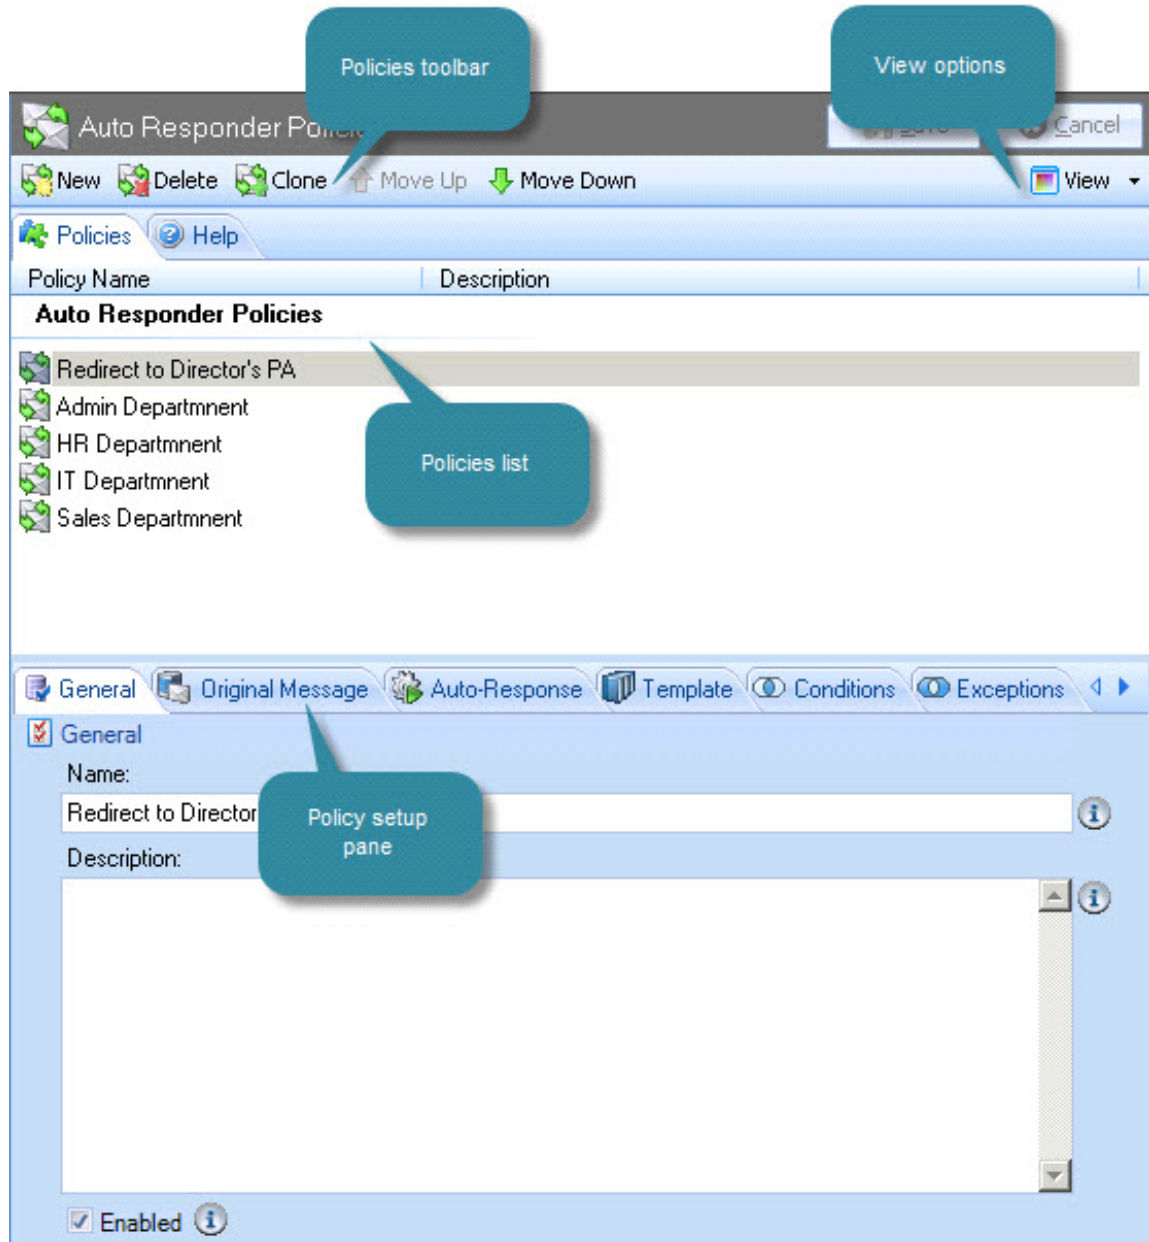 Policies toolbar
View options
Auto Responder
Cancel
New Delete Clone Move Up Move Down View
Policies Help
Policy Name Description
Auto Responder Policies
Redirect to Director's PA
Admin Departmnent
HR Departmnent
IT Departmnent
Sales Departmnent
Policies list
General Original Message Auto-Response Template Conditions Exceptions
General
Name:
Redirect to Director
Policy setup
pane
Description:
Enabled